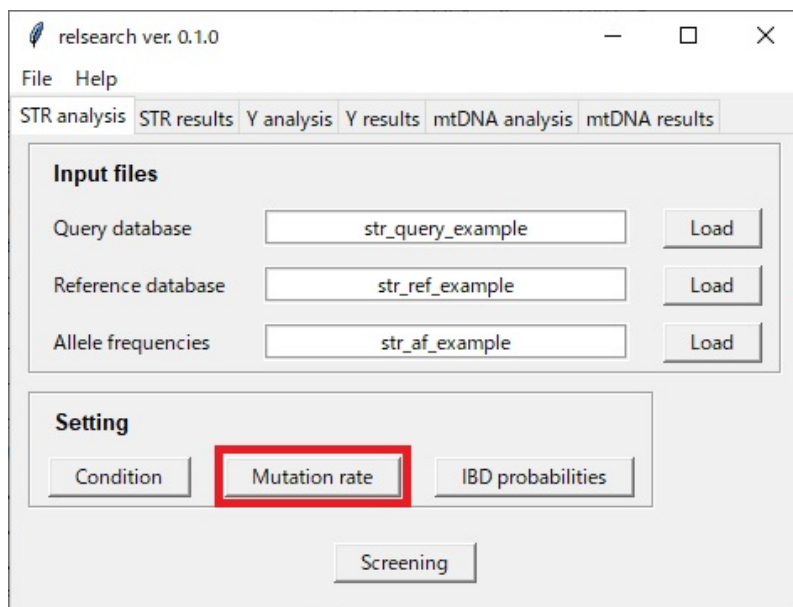 relsearch ver. 0.1.0
File Help
STR analysis STR results Y analysis Y results mtDNA analysis mtDNA results
Input files
Query database str_query_example Load
Reference database str_ref_example Load
Allele frequencies str_af_example Load
Setting
Condition Mutation rate IBD probabilities
Screening